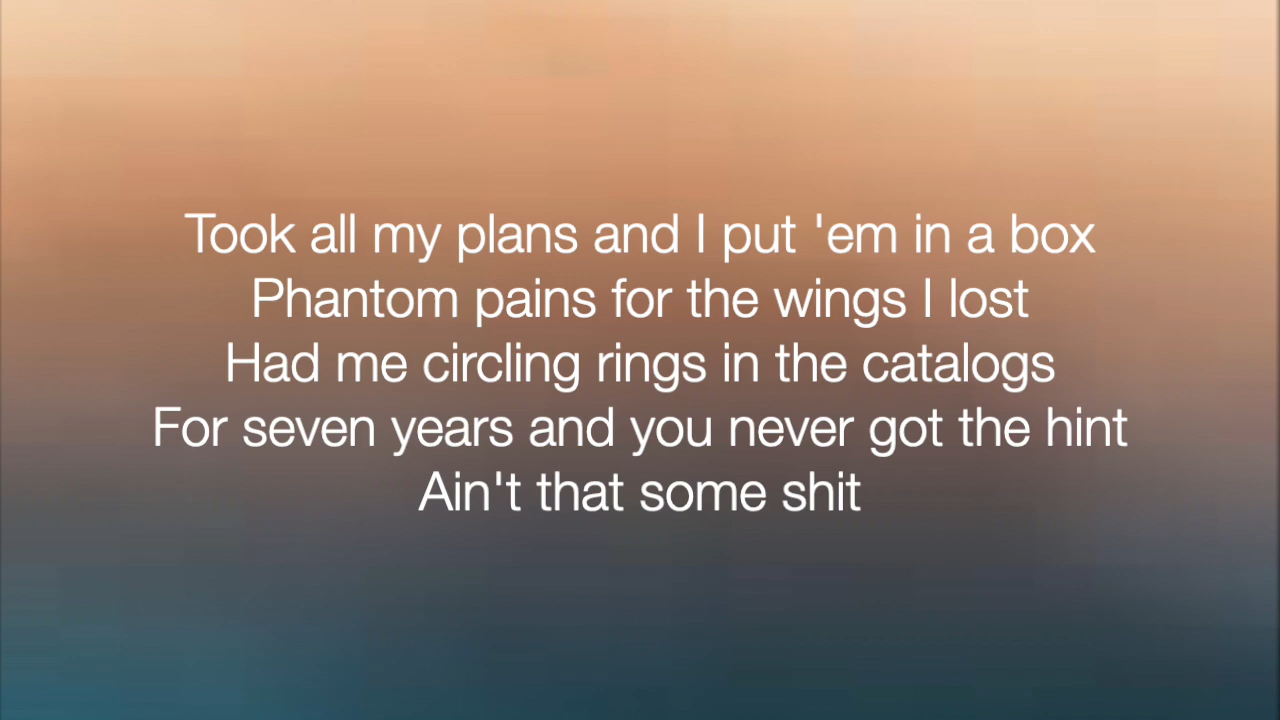 Took all my plans and I put 'em in a box
Phantom pains for the wings I lost
Had me circling rings in the catalogs
For seven years and you never got the hint
Ain't that some shit